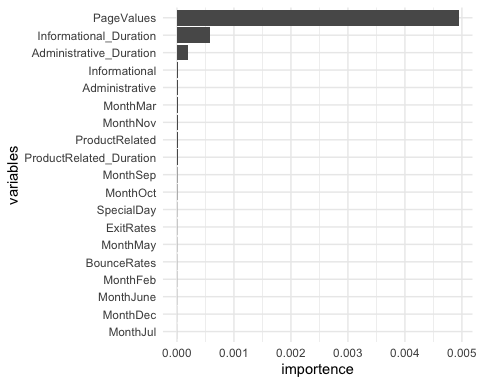 PageValues
Informational_Duration
Administrative_Duration
Informational
Administrative
MonthMar
MonthNov
ProductRelated
ProductRelated_Duration
MonthSep
MonthOct
SpecialDay
ExitRates
MonthMay
BounceRates
MonthFeb
MonthJune
MonthDec
MonthJul
variables
0.000 0.001 0.002 0.003 0.004 0.005
importence